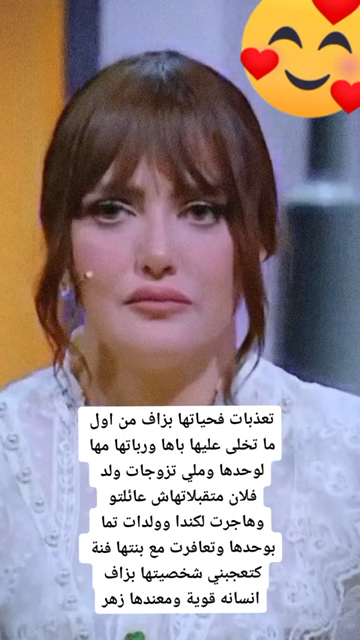 تعذبات فحياتها بزاف من اول
ما تخلى عليها باها ورباتها مها
لوحدها وملي تزوجات ولد
فلان متقبلاتهاش عائلتو
وهاجرت لكندا وولدات تما
بوحدها وتعافرت مع بنتها فنة
كتعجبني شخصيتها بزاف
انسانه قوية ومعندها زهر